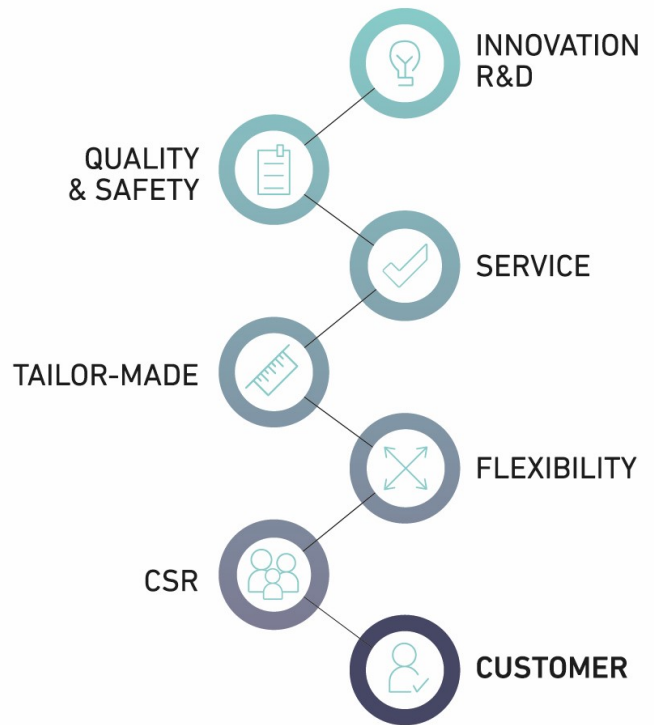 INNOVATION
R&D
QUALITY
& SAFETY
SERVICE
TAILOR-MADE
FLEXIBILITY
CSR
CUSTOMER